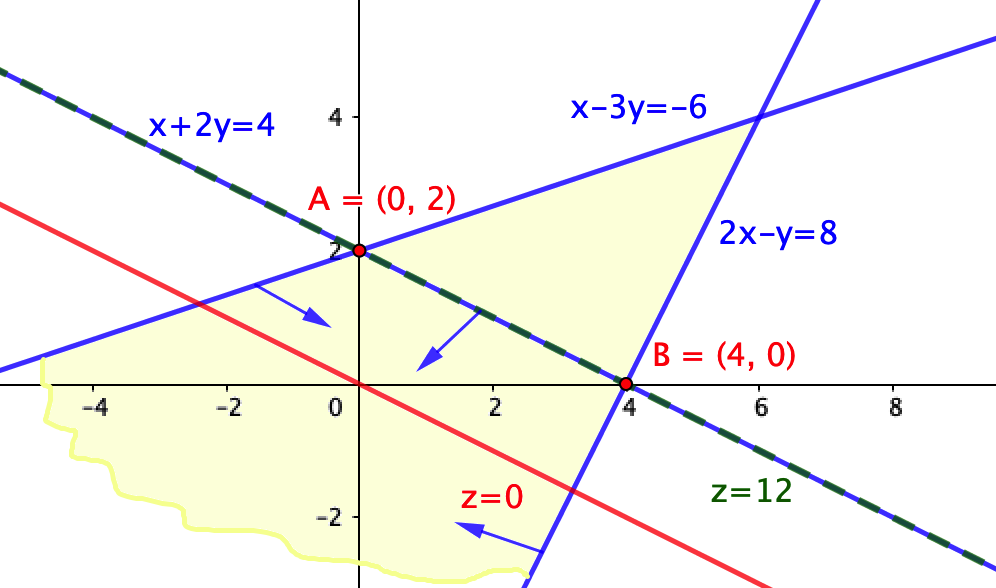 x-3y=-6
4
x+2y=4
A = (0, 2)
2x-y=8
2
B = (4, 0)
-4
-2
0
2
4
6
8
z=12
z=0
-2